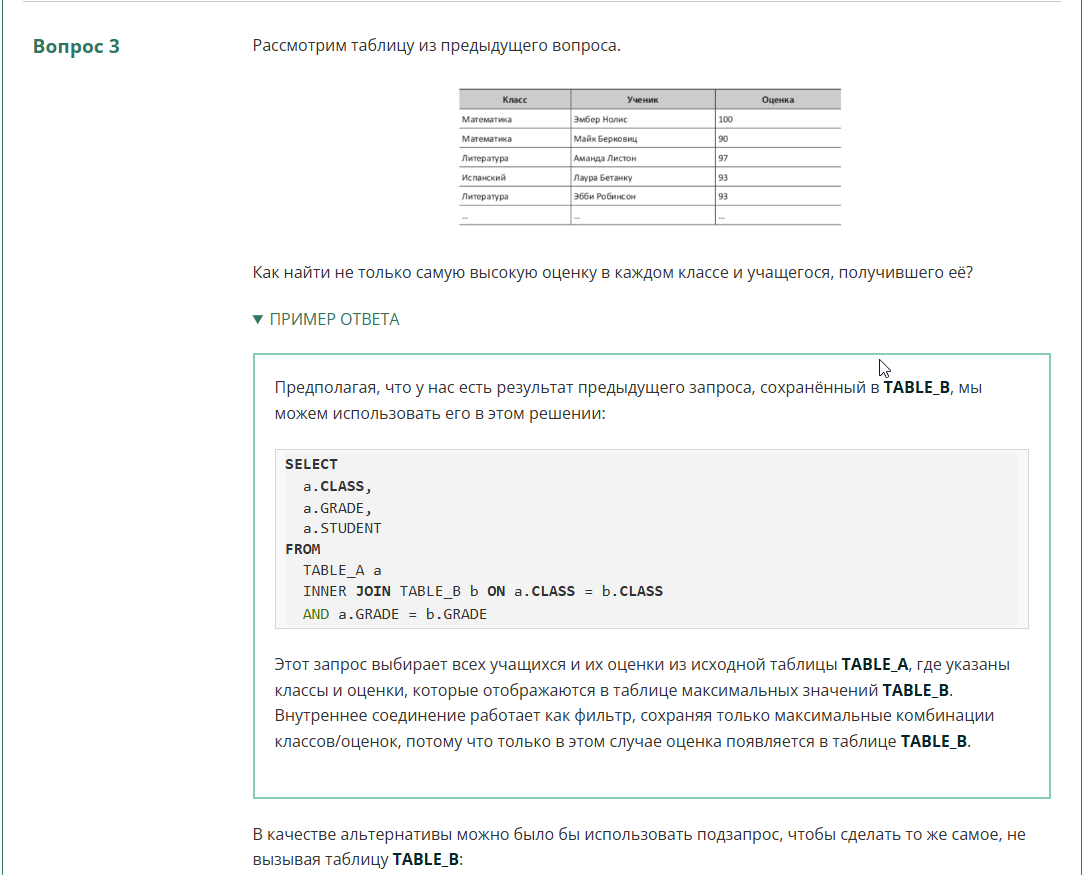 Вопрос 3
Рассмотрим таблицу из предыдущего вопроса.
Класс Ученик Оценка
Математика Эмбер Нолис 100
Математика Майк Берковиц 90
Литература Аманда Листон 97
Испанский Лаура Бетанку 93
Литература Эбби Робинсон 93
... ... ...
Как найти не только самую высокую оценку в каждом классе и учащегося, получившего её?
▼ ПРИМЕР ОТВЕТА
Предполагая, что у нас есть результат предыдущего запроса, сохранённый в TABLE_B, мы
можем использовать его в этом решении:
SELECT
a.CLASS,
a.GRADE,
a.STUDENT
FROM
TABLE_A a
INNER JOIN TABLE_B b ON a.CLASS = b.CLASS
AND a.GRADE = b.GRADE
Этот запрос выбирает всех учащихся и их оценки из исходной таблицы TABLE_A, где указаны
классы и оценки, которые отображаются в таблице максимальных значений TABLE_B.
Внутреннее соединение работает как фильтр, сохраняя только максимальные комбинации
классов/оценок, потому что только в этом случае оценка появляется в таблице TABLE_B.
В качестве альтернативы можно было бы использовать подзапрос, чтобы сделать то же самое, не
вызывая таблицу TABLE_B: